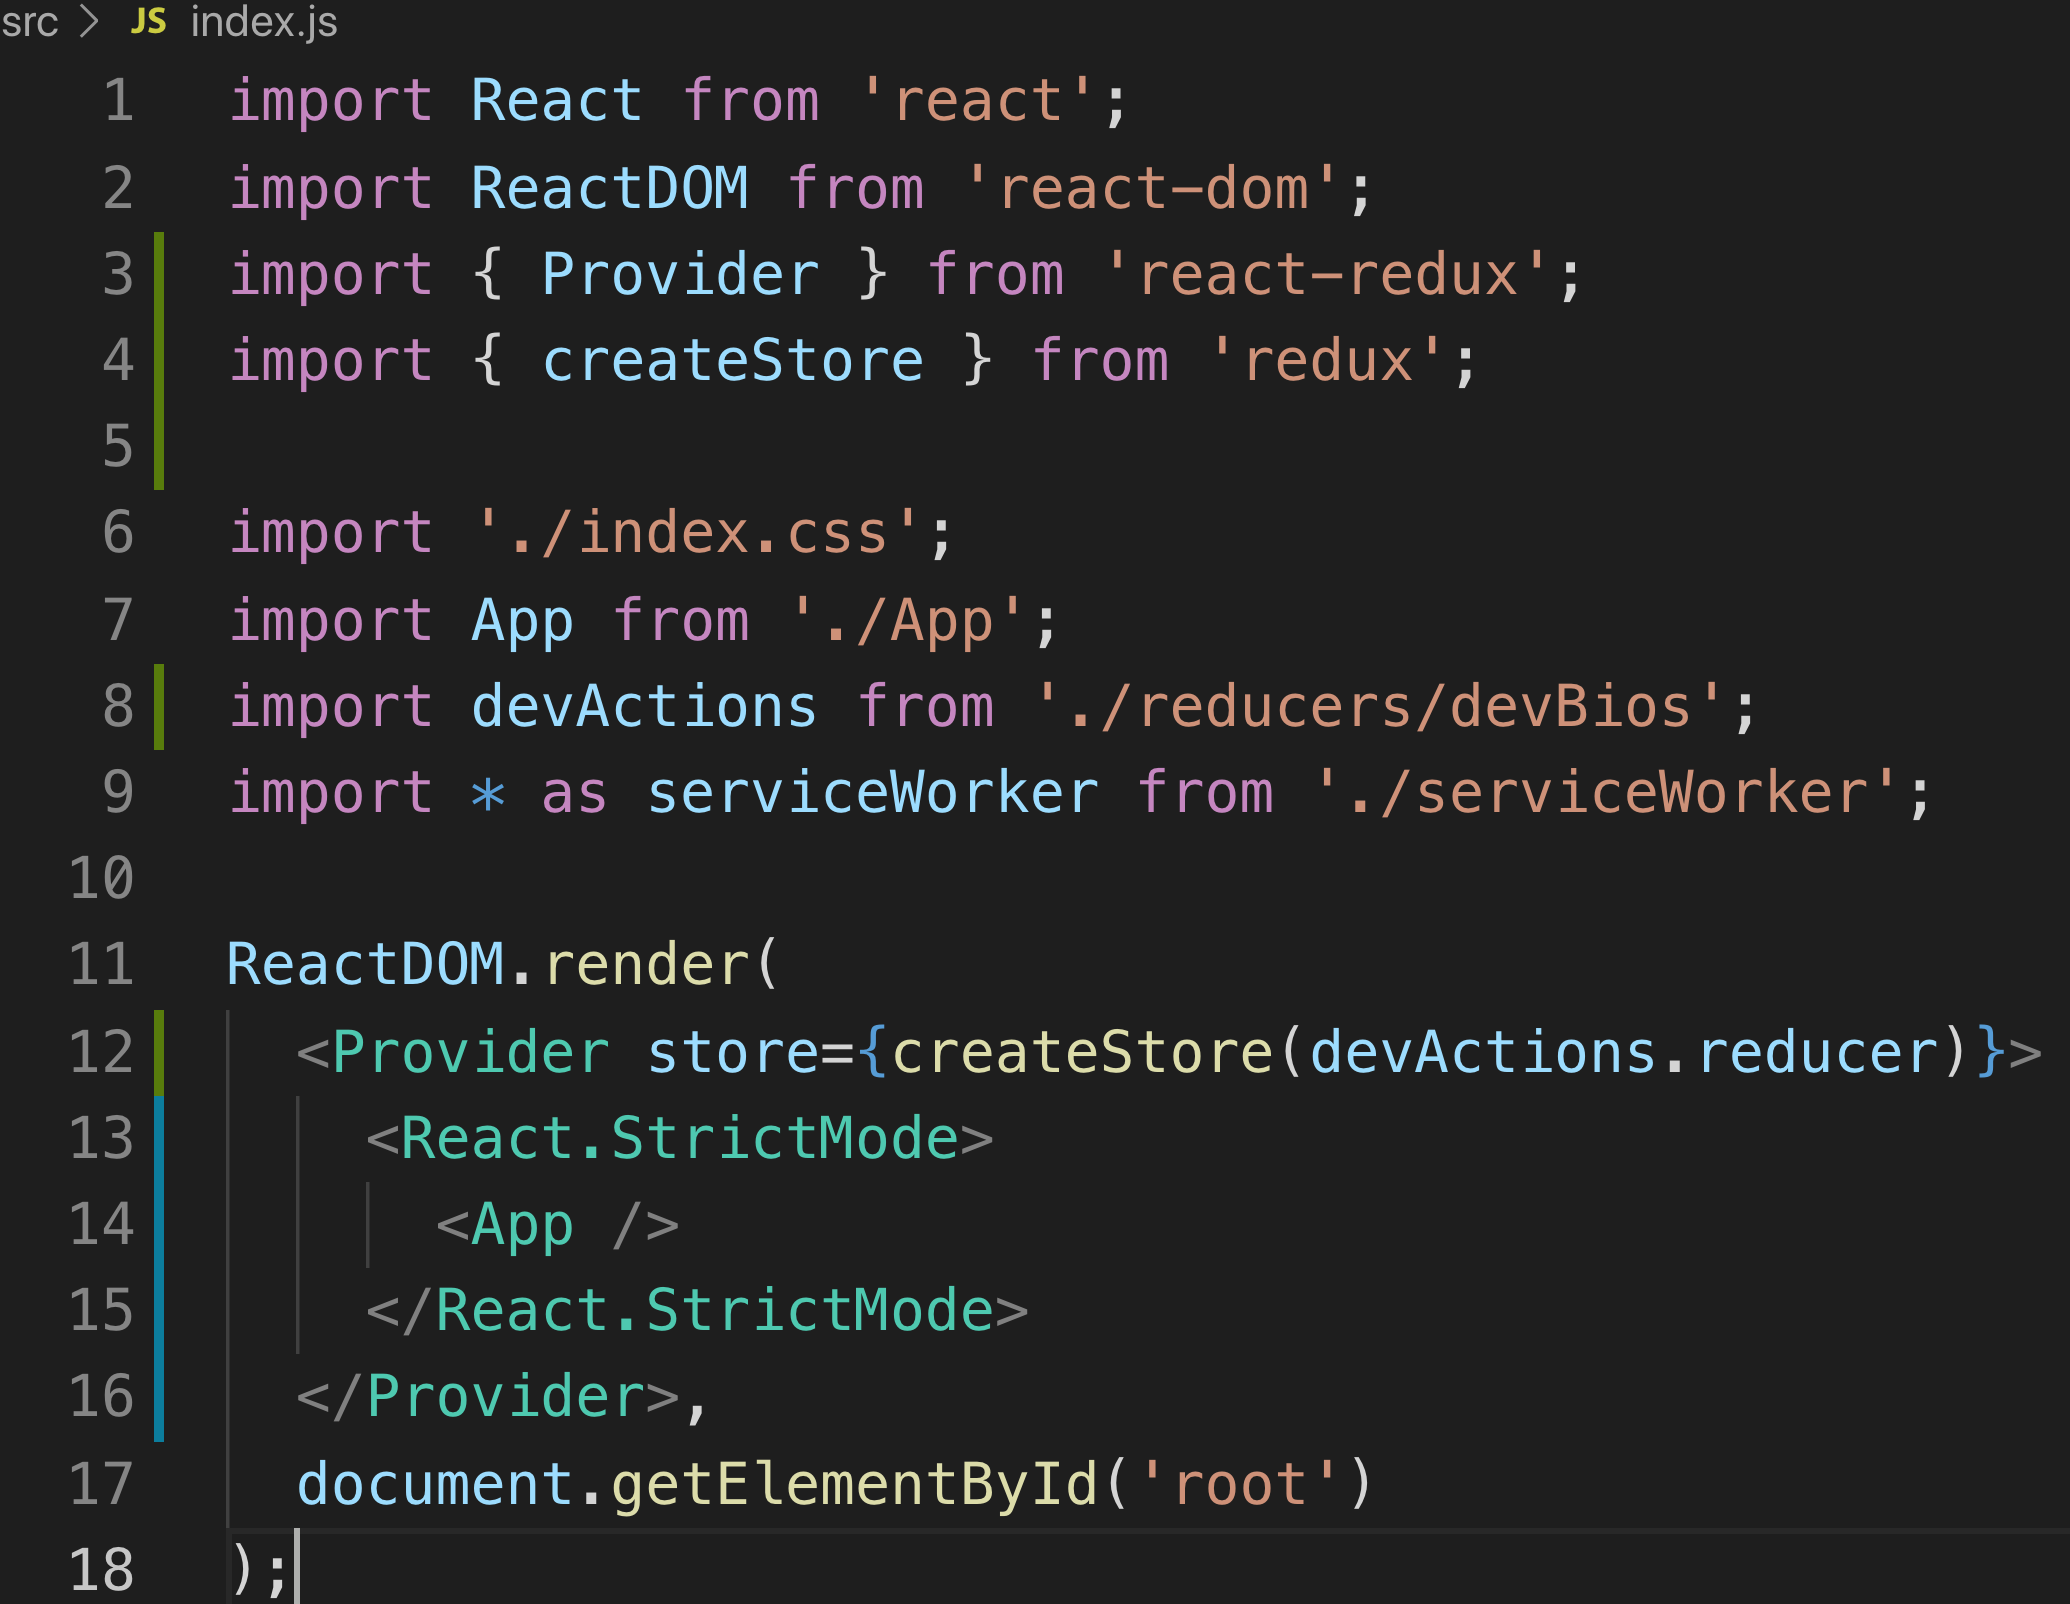 src > JS index.js
1 import React from 'react';
2 import ReactDOM from 'react-dom';
3 import { Provider } from 'react-redux';
4 import { createStore } from 'redux';
5
6 import './index.css';
7 import App from './App';
8 import devActions from './reducers/devBios';
9 import * as serviceWorker from './serviceWorker';
10
11 ReactDOM.render(
12   <Provider store={createStore(devActions.reducer)}>
13     <React.StrictMode>
14       <App />
15     </React.StrictMode>
16   </Provider>,
17   document.getElementById('root')
18 );